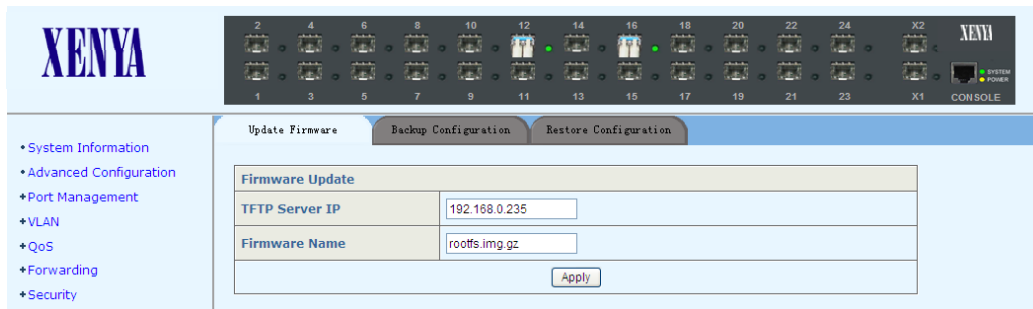 XENYA
2 4 6 8 10 12 14 16 18 20 22 24 X2
XENYA
SYSTEM
POWER
1 3 5 7 9 11 13 15 17 19 21 23 X1 CONSOLE
Update Firmware Backup Configuration Restore Configuration
System Information
Advanced Configuration
Port Management
VLAN
QoS
Forwarding
Security
Firmware Update
TFTP Server IP 192.168.0.235
Firmware Name rootfs.img.gz
Apply